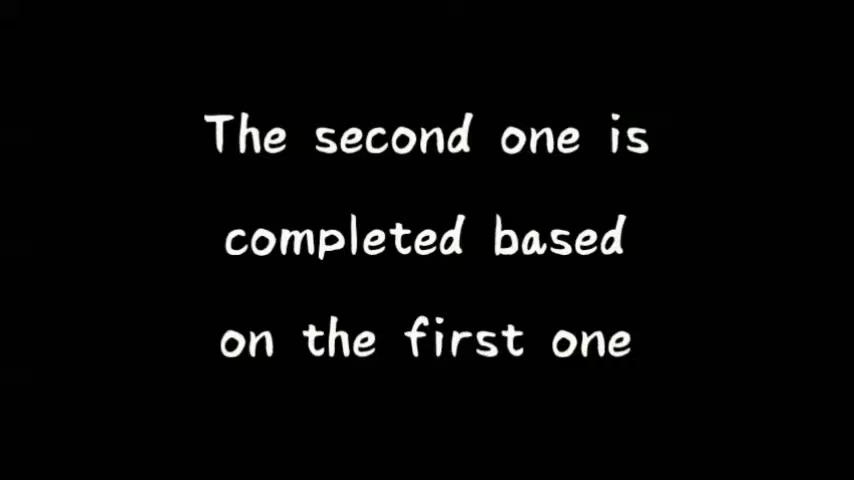 The second one is
completed based
on the first one